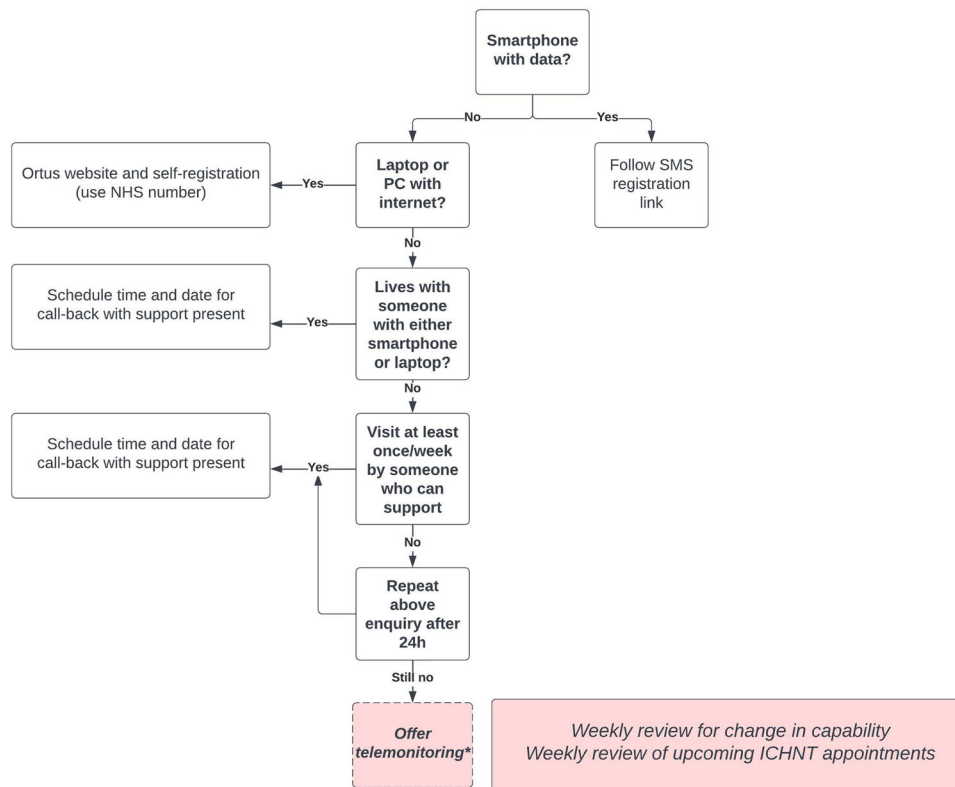 Smartphone
with data?
No
Yes
Ortus website and self-registration
(use NHS number)
Yes
Laptop or
PC with
internet?
Follow SMS
registration
link
No
Schedule time and date for
call-back with support present
Yes
Lives with
someone
with either
smartphone
or laptop?
No
Schedule time and date for
call-back with support present
Yes
Visit at least
once/week
by someone
who can
support
No
Repeat
above
enquiry after
24h
Still no
Offer
telemonitoring*
Weekly review for change in capability
Weekly review of upcoming ICHNT appointments